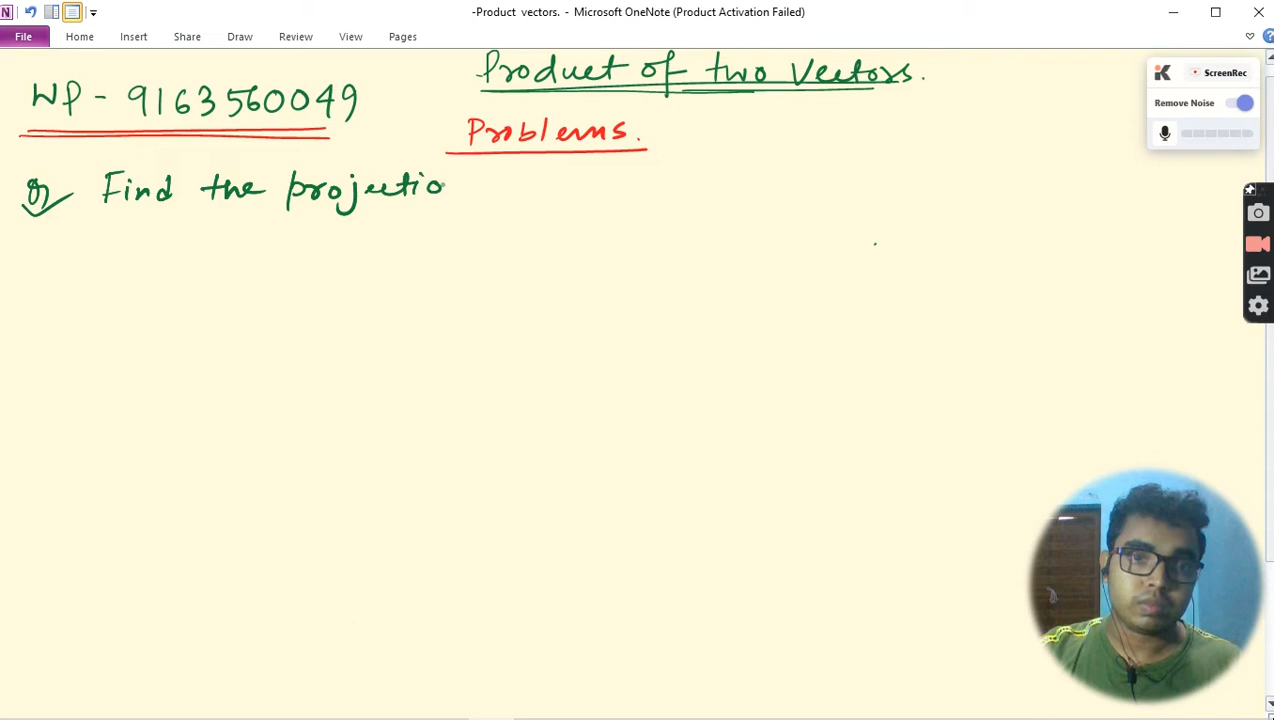 -Product vectors. - Microsoft OneNote (Product Activation Failed)
File Home Insert Share Draw Review View Pages
Product of two Vectors.
WP - 9163560049
Problems.
Q) Find the projectio
ScreenRec
Remove Noise